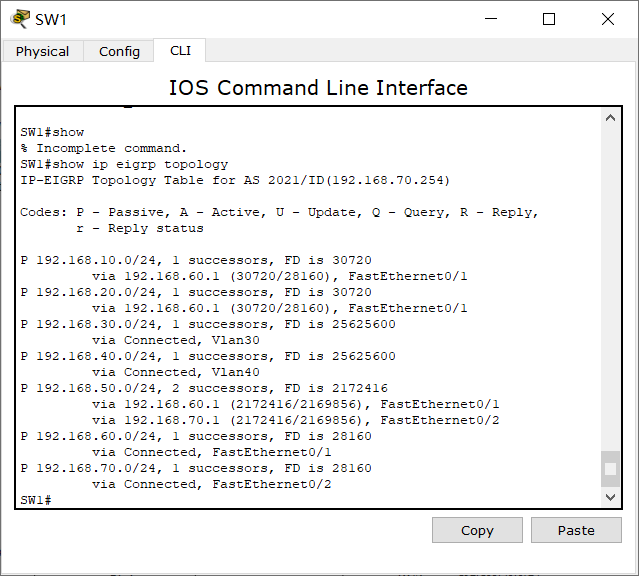 SW1
Physical Config CLI
IOS Command Line Interface
SW1#show
% Incomplete command.
SW1#show ip eigrp topology
IP-EIGRP Topology Table for AS 2021/ID(192.168.70.254)
Codes: P - Passive, A - Active, U - Update, Q - Query, R - Reply,
r - Reply status
P 192.168.10.0/24, 1 successors, FD is 30720
via 192.168.60.1 (30720/28160), FastEthernet0/1
P 192.168.20.0/24, 1 successors, FD is 30720
via 192.168.60.1 (30720/28160), FastEthernet0/1
P 192.168.30.0/24, 1 successors, FD is 25625600
via Connected, Vlan30
P 192.168.40.0/24, 1 successors, FD is 25625600
via Connected, Vlan40
P 192.168.50.0/24, 2 successors, FD is 2172416
via 192.168.60.1 (2172416/2169856), FastEthernet0/1
via 192.168.70.1 (2172416/2169856), FastEthernet0/2
P 192.168.60.0/24, 1 successors, FD is 28160
via Connected, FastEthernet0/1
P 192.168.70.0/24, 1 successors, FD is 28160
via Connected, FastEthernet0/2
SW1#
Copy Paste